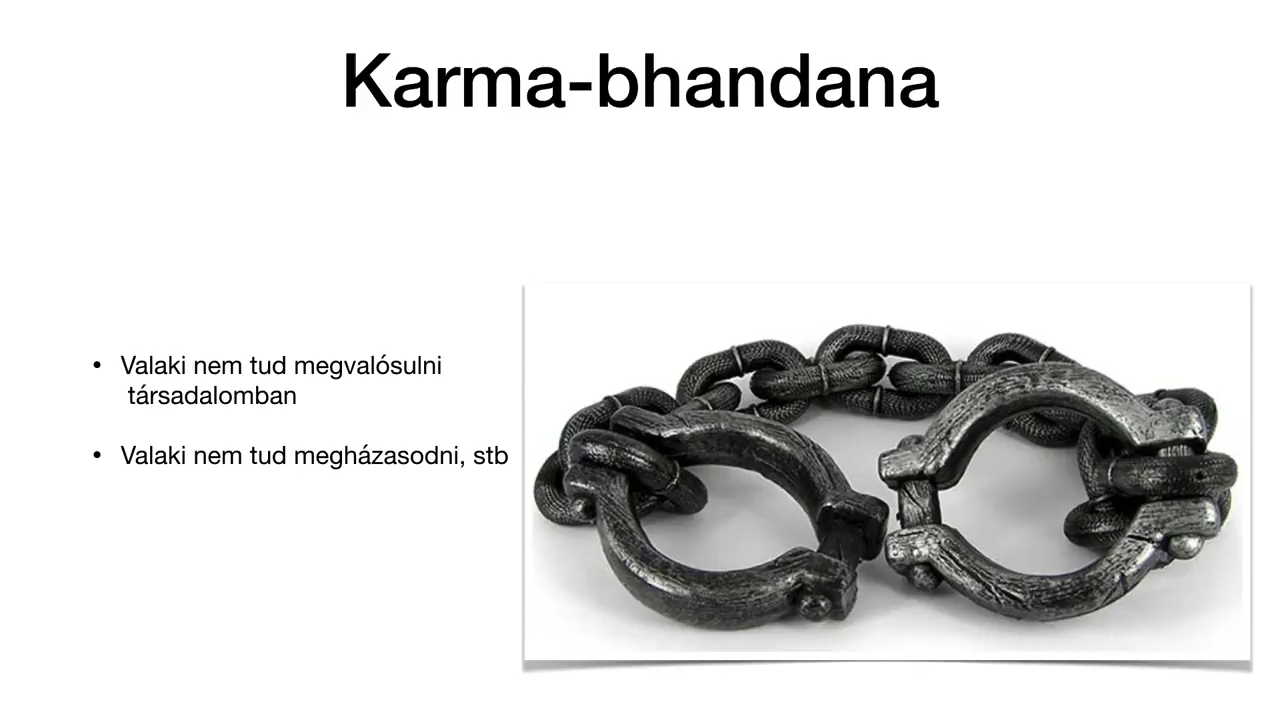 Karma-bhandana
• Valaki nem tud megvalósulni
társadalomban
• Valaki nem tud megházasodni, stb